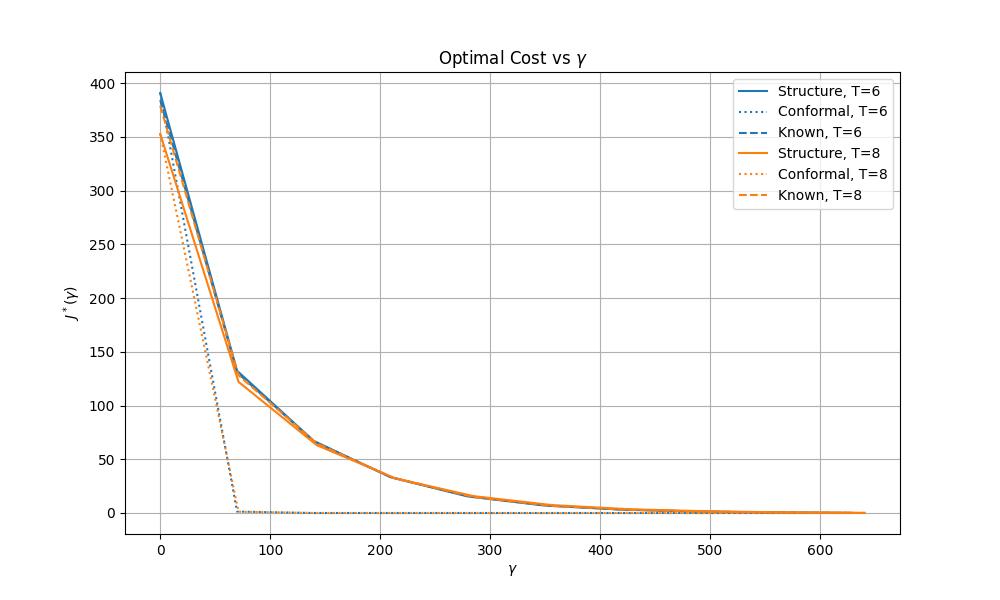 Optimal Cost vs γ
400
350
300
250
200
150
100
50
0
J*(γ)
0 100 200 300 400 500 600
γ
Structure, T=6
Conformal, T=6
Known, T=6
Structure, T=8
Conformal, T=8
Known, T=8